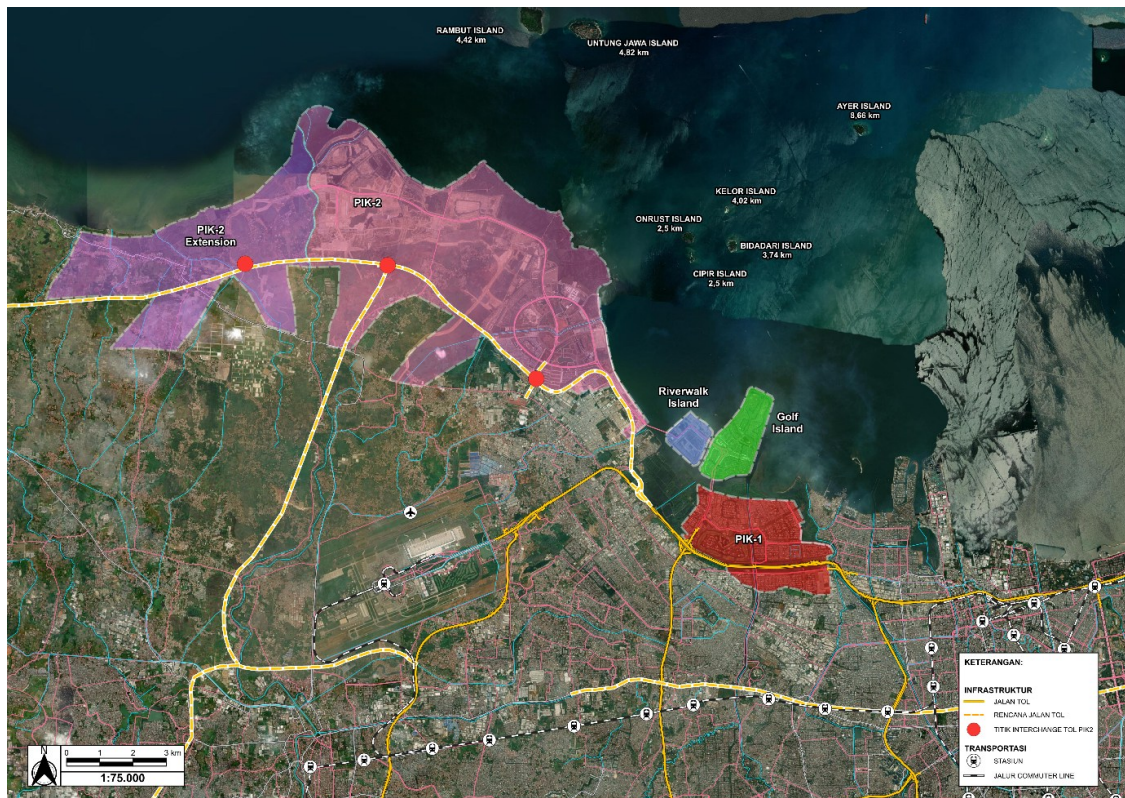 RAMBUT ISLAND
4,42 km
UNTUNG JAWA ISLAND
4,82 km
AYER ISLAND
8,66 km
KELOR ISLAND
4,02 km
ONRUST ISLAND
2,5 km
BIDADARI ISLAND
3,74 km
CIPIR ISLAND
2,5 km
PIK-2
PIK-2
Extension
Riverwalk
Island
Golf
Island
PIK-1
KETERANGAN:
INFRASTRUKTUR
JALAN TOL
RENCANA JALAN TOL
TITIK INTERCHANGE TOL PIK2
TRANSPORTASI
STASIUN
JALUR COMMUTER LINE
N
0 1 2 3 km
1:75.000